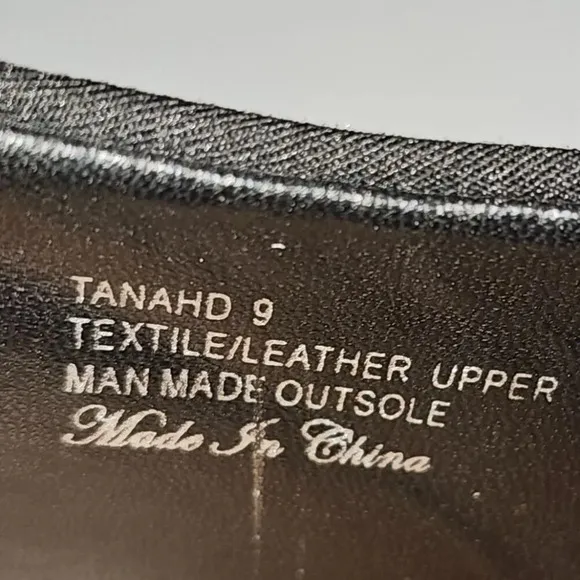 TANAHD 9
TEXTILE/LEATHER UPPER
MAN MADE OUTSOLE
Made In China